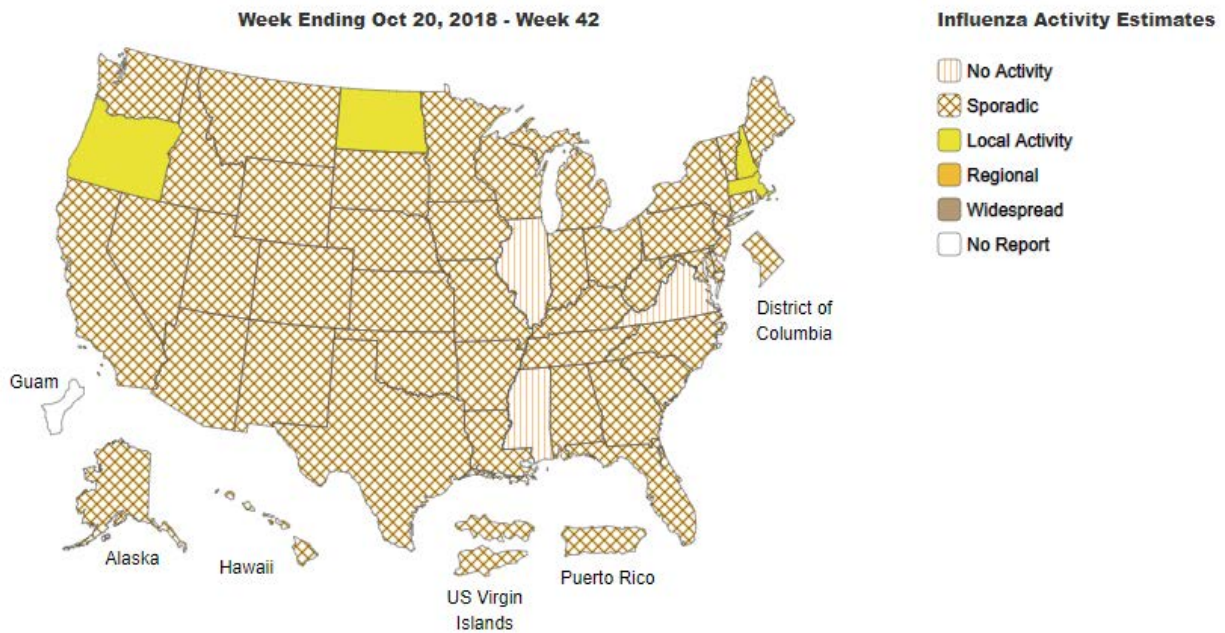 Week Ending Oct 20, 2018 - Week 42
Influenza Activity Estimates
No Activity
Sporadic
Local Activity
Regional
Widespread
No Report
District of
Columbia
Guam
Alaska
Hawaii
US Virgin
Islands
Puerto Rico